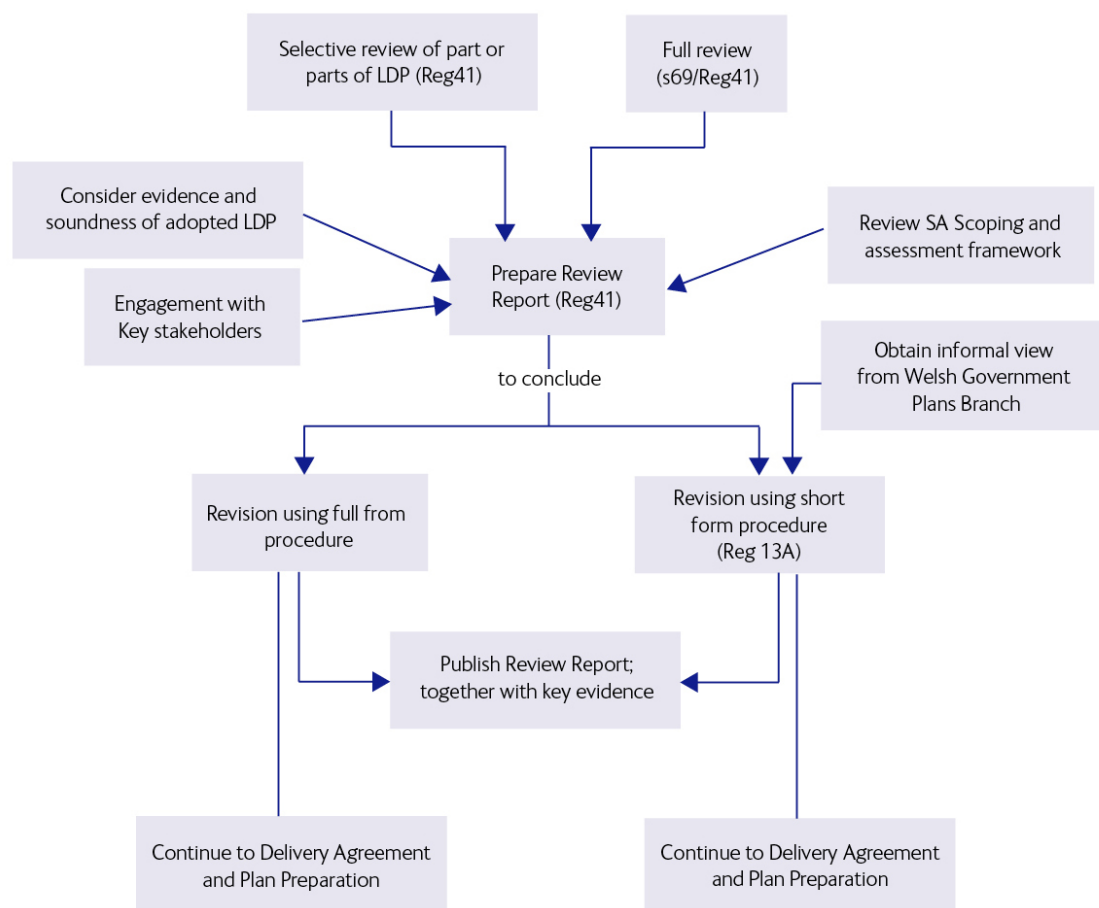 Selective review of part or
parts of LDP (Reg41)
Full review
(s69/Reg41)
Consider evidence and
soundness of adopted LDP
Review SA Scoping and
assessment framework
Prepare Review
Report (Reg41)
Engagement with
Key stakeholders
Obtain informal view
from Welsh Government
Plans Branch
to conclude
Revision using full from
procedure
Revision using short
form procedure
(Reg 13A)
Publish Review Report;
together with key evidence
Continue to Delivery Agreement
and Plan Preparation
Continue to Delivery Agreement
and Plan Preparation